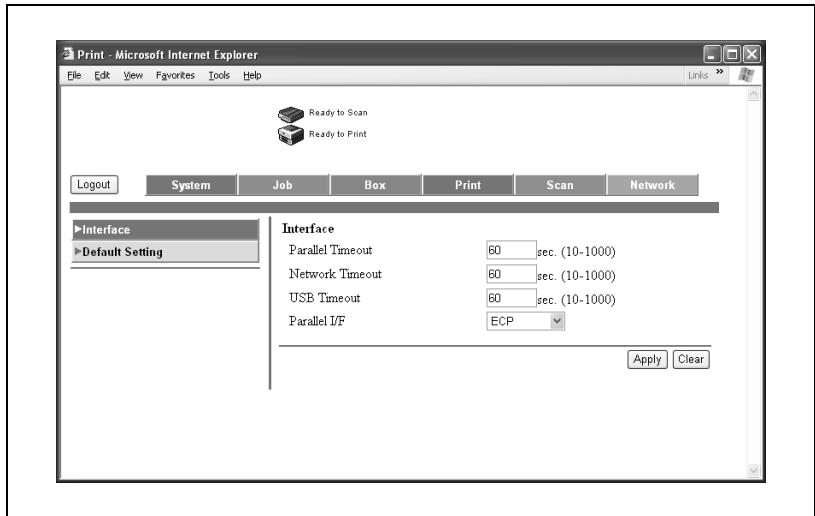 Print - Microsoft Internet Explorer
File Edit View Favorites Tools Help Links »
Ready to Scan
Ready to Print
Logout System Job Box Print Scan Network
Interface
Default Setting
Interface
Parallel Timeout 60 sec. (10-1000)
Network Timeout 60 sec. (10-1000)
USB Timeout 60 sec. (10-1000)
Parallel I/F ECP
Apply Clear